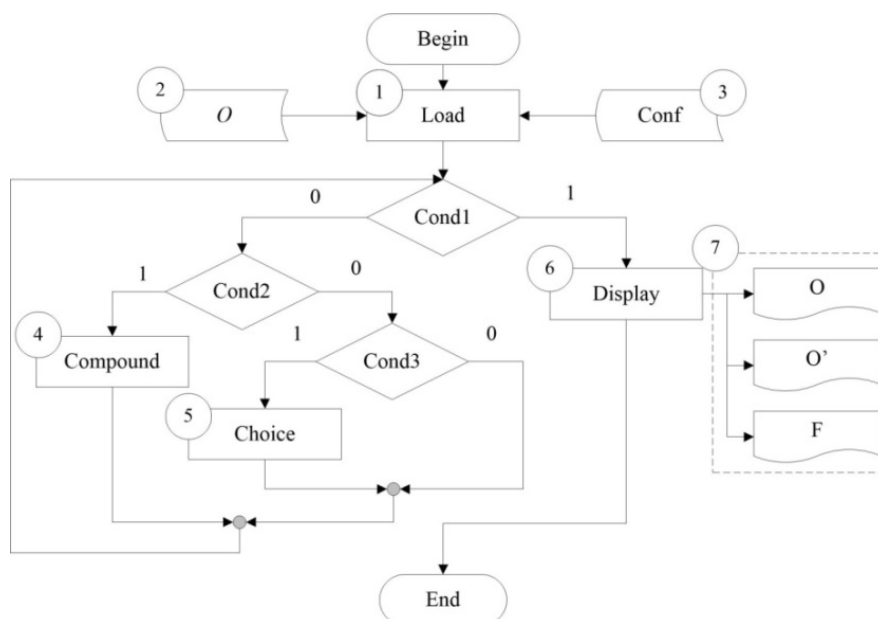 Begin
2
O
1
Load
3
Conf
0
Cond1
1
1
Cond2
0
6
Display
7
O
4
Compound
1
Cond3
0
O’
5
Choice
F
End